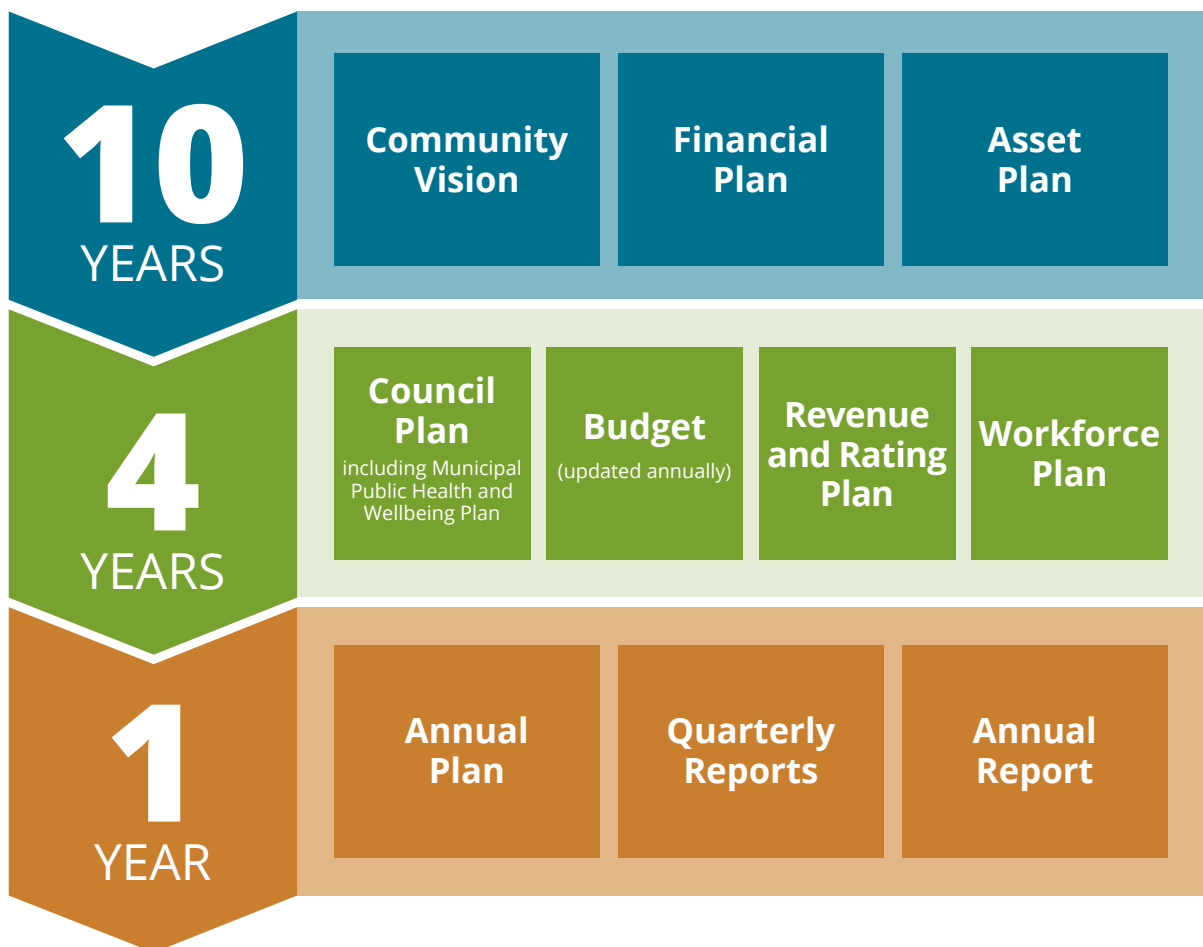 10
YEARS
Community
Vision
Financial
Plan
Asset
Plan
4
YEARS
Council
Plan
including Municipal
Public Health and
Wellbeing Plan
Budget
(updated annually)
Revenue
and Rating
Plan
Workforce
Plan
1
YEAR
Annual
Plan
Quarterly
Reports
Annual
Report